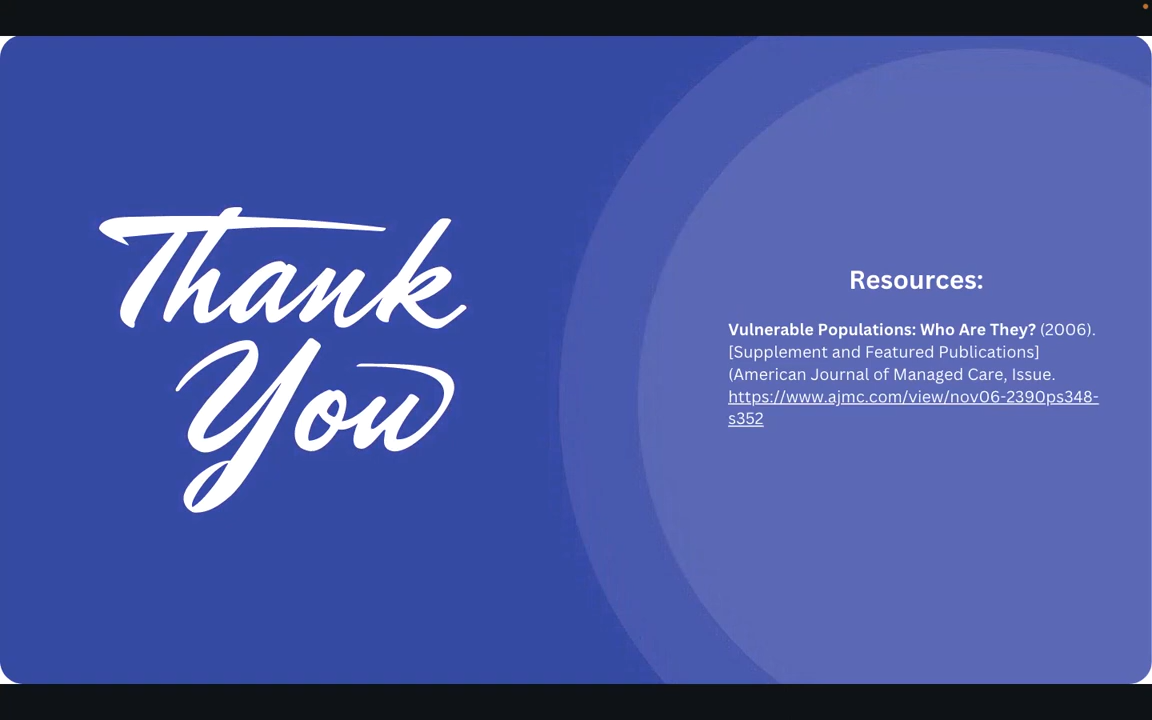 Thank
You
Resources:
Vulnerable Populations: Who Are They? (2006).
[Supplement and Featured Publications]
(American Journal of Managed Care, Issue.
https://www.ajmc.com/view/nov06-2390ps348-
s352